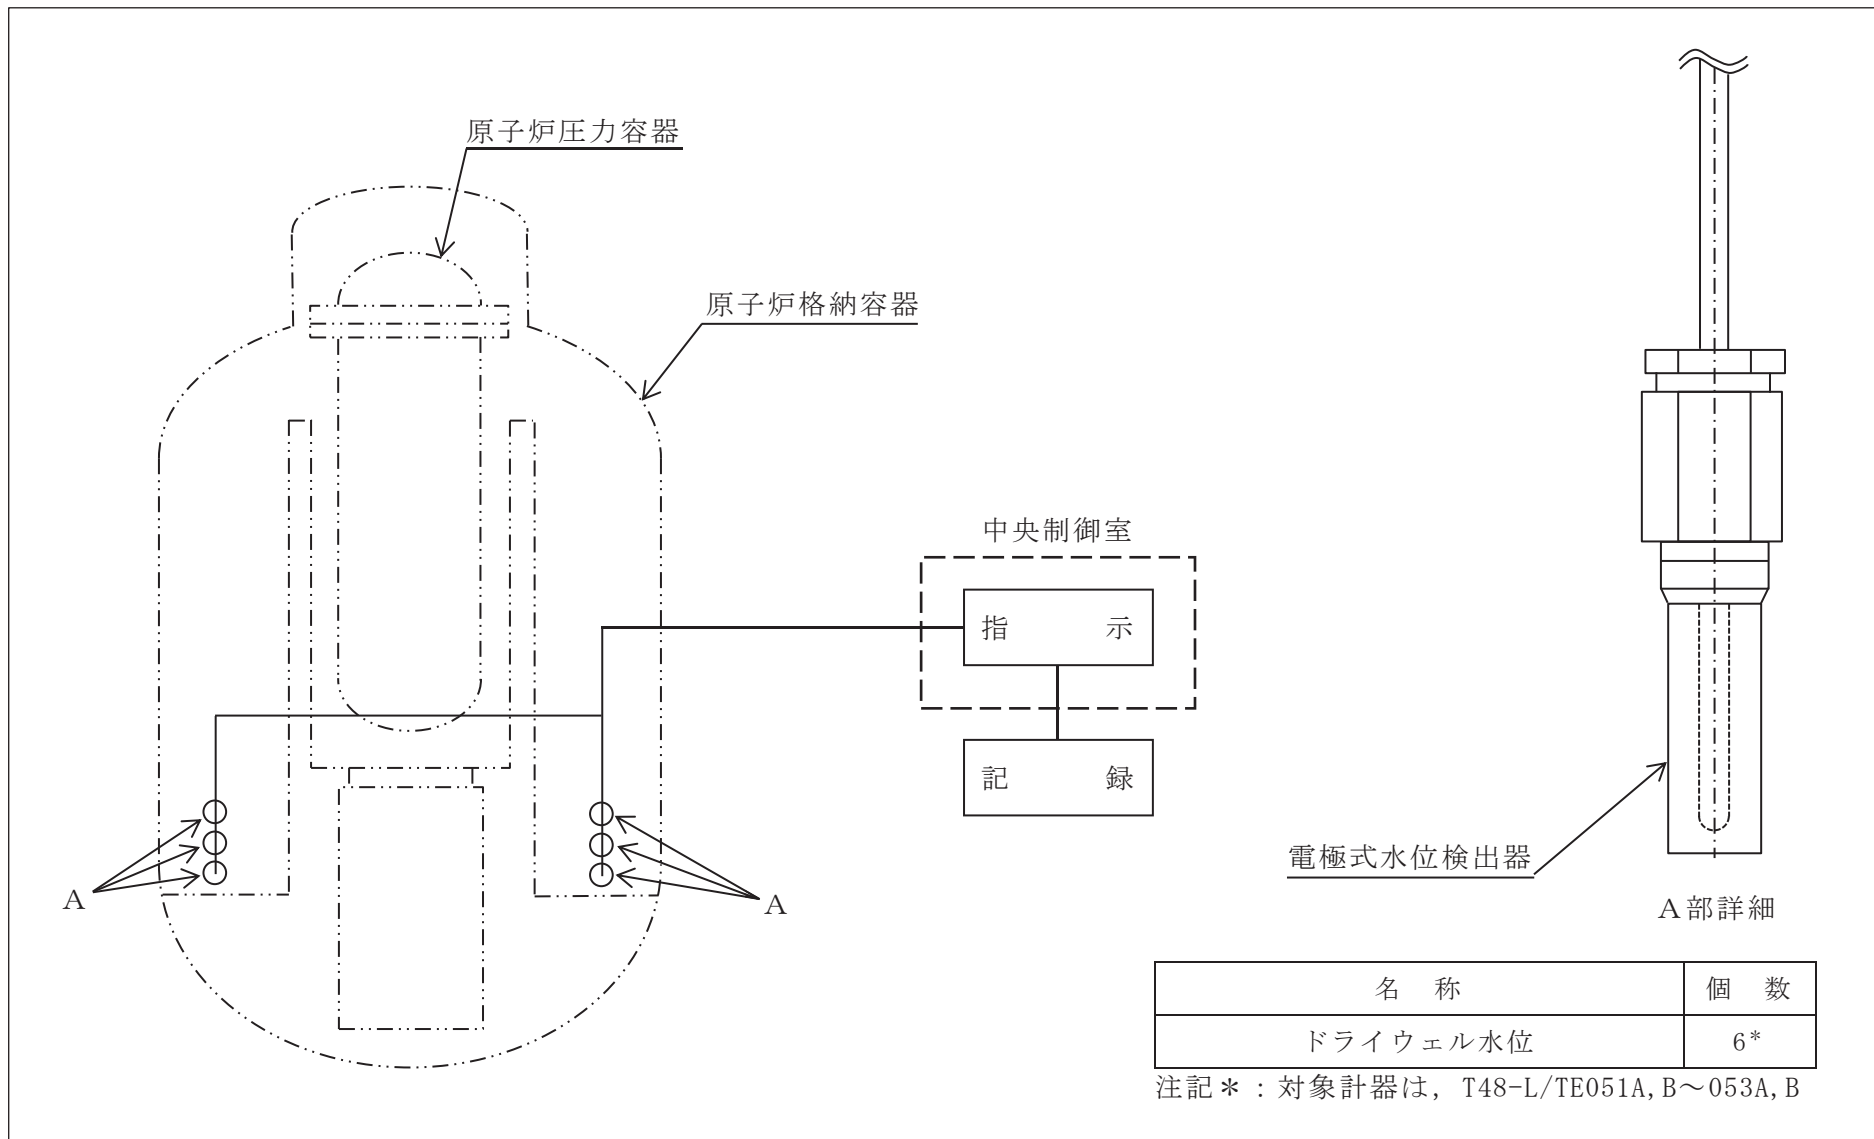 原子炉圧力容器
原子炉格納容器
中央制御室
指 示
記 録
A
A
電極式水位検出器
A部詳細
名 称 個 数
ドライウェル水位 6*
注記＊：対象計器は，T48-L/TE051A,B～053A,B